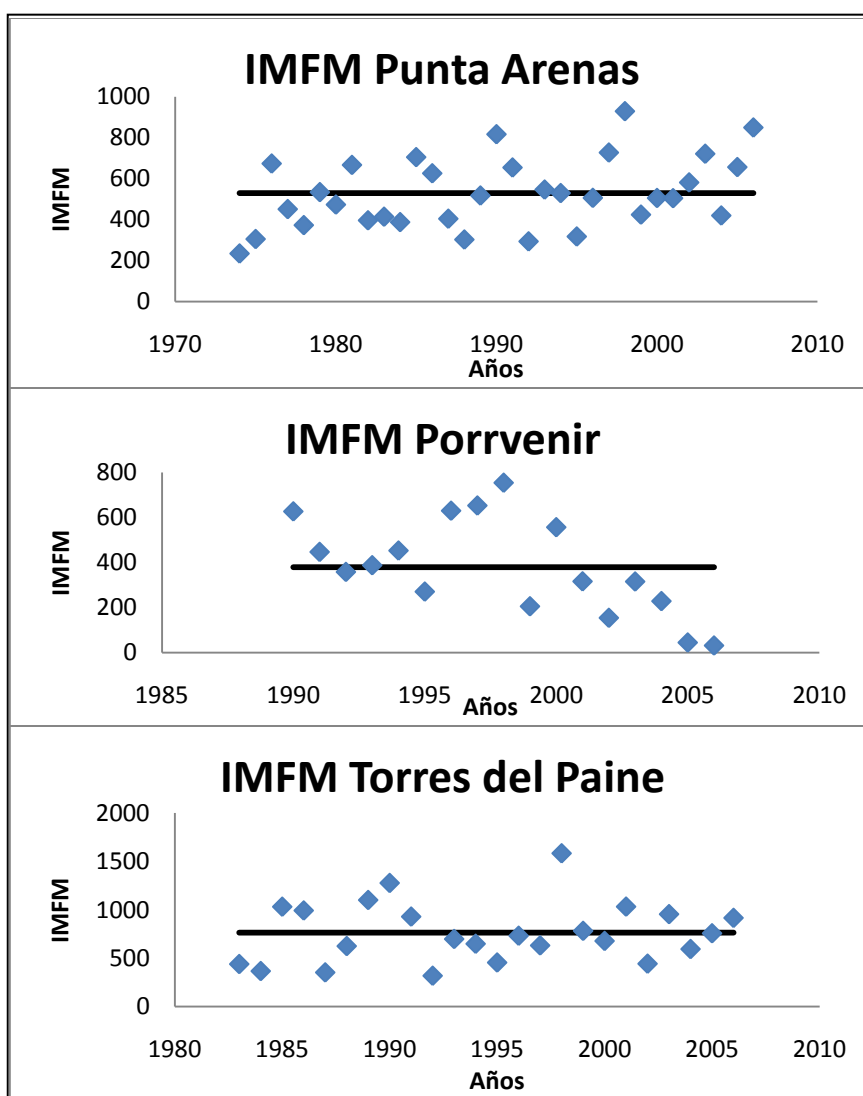 IMFM Punta Arenas
1000
800
600
400
200
0
IMFM
1970 1980 1990 2000 2010
Años
IMFM Porrvenir
800
600
400
200
0
IMFM
1985 1990 1995 2000 2005 2010
Años
IMFM Torres del Paine
2000
1500
1000
500
0
IMFM
1980 1985 1990 1995 2000 2005 2010
Años